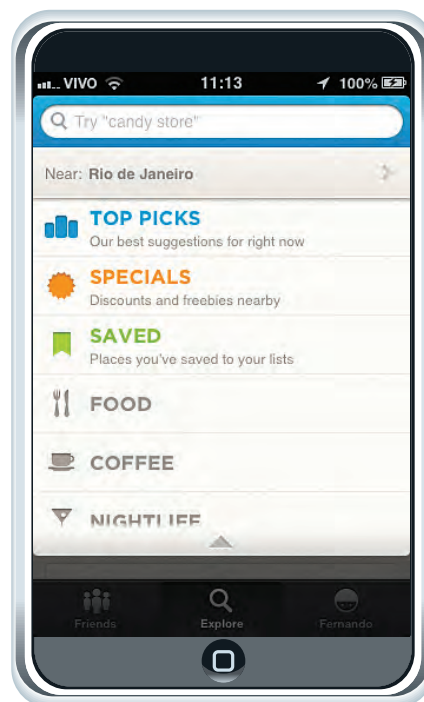 VIVO 11:13 100%
Try "candy store"
Near: Rio de Janeiro
TOP PICKS
Our best suggestions for right now
SPECIALS
Discounts and freebies nearby
SAVED
Places you've saved to your lists
FOOD
COFFEE
NIGHTLIFE
Friends Explore Fernando